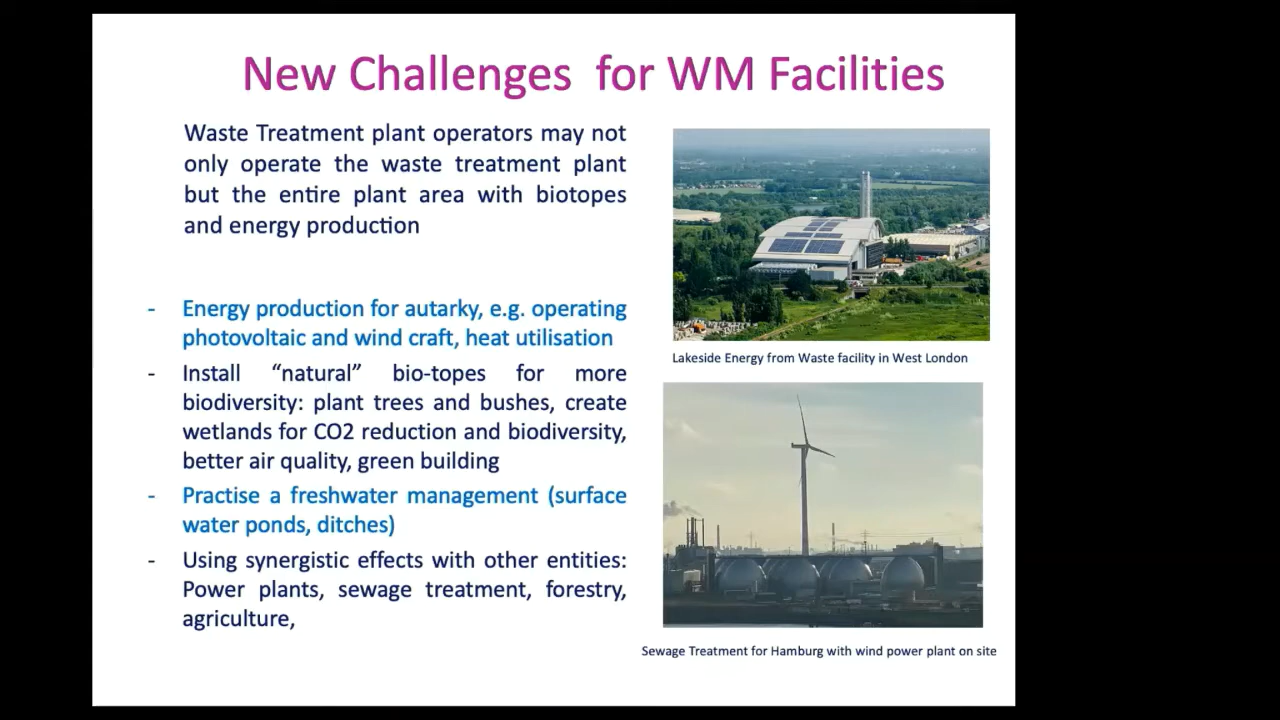 New Challenges for WM Facilities
Waste Treatment plant operators may not
only operate the waste treatment plant
but the entire plant area with biotopes
and energy production
- Energy production for autarky, e.g. operating
photovoltaic and wind craft, heat utilisation
- Install “natural” bio-topes for more
biodiversity: plant trees and bushes, create
wetlands for CO2 reduction and biodiversity,
better air quality, green building
- Practise a freshwater management (surface
water ponds, ditches)
- Using synergistic effects with other entities:
Power plants, sewage treatment, forestry,
agriculture,
Lakeside Energy from Waste facility in West London
Sewage Treatment for Hamburg with wind power plant on site